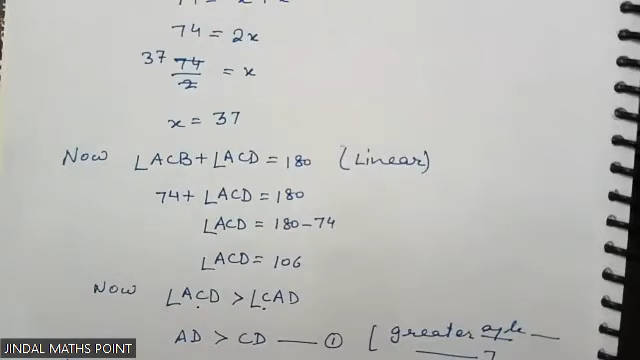 74 = 2x
37 74/2 = x
x = 37
Now ∠ACB + ∠ACD = 180 (Linear)
74 + ∠ACD = 180
∠ACD = 180 - 74
∠ACD = 106
Now ∠ACD > ∠CAD
AD > CD — ① [greater
JINDAL MATHS POINT